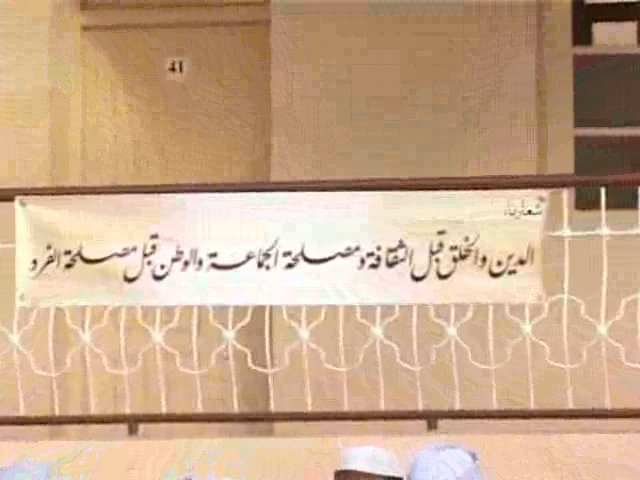 41
شعارنا:
الدين والخلق قبل الثقافة ومصلحة الجماعة والوطن قبل مصلحة الفرد